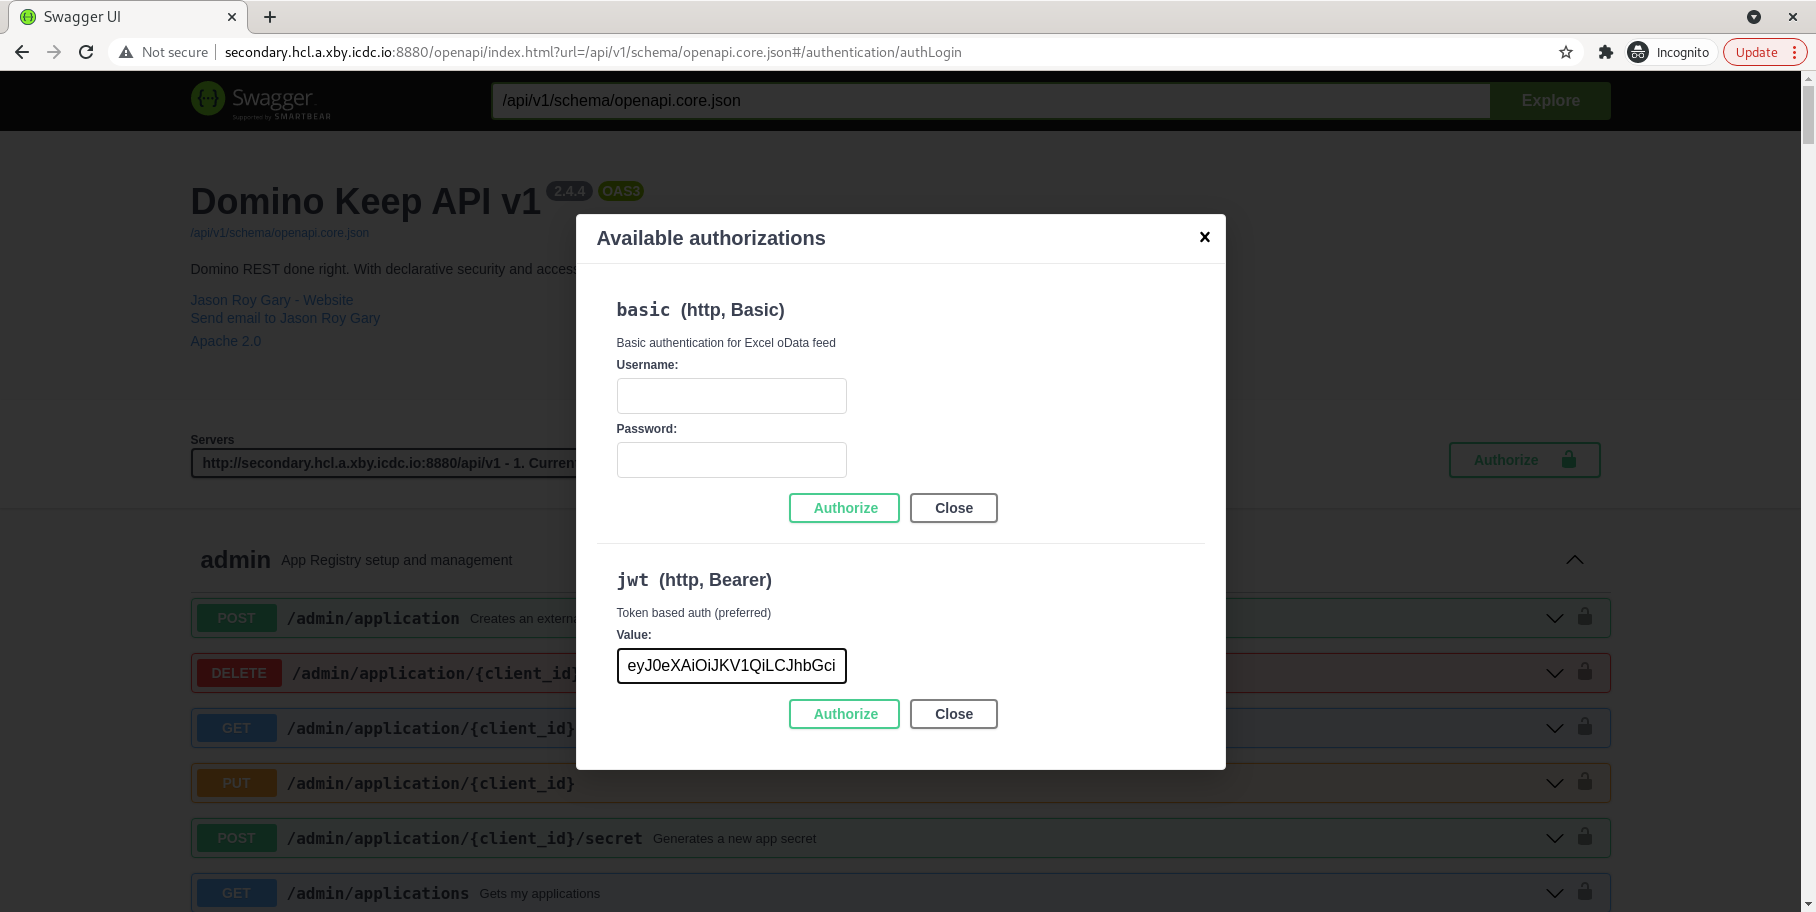 Swagger UI
Not secure
secondary.hcl.a.xby.icdc.io:8880/openapi/index.html?url=/api/v1/schema/openapi.core.json#/authentication/authLogin
Incognito
Update
Swagger
Supported by SMARTBEAR
/api/v1/schema/openapi.core.json
Explore
Domino Keep API v1
2.4.4
OAS3
/api/v1/schema/openapi.core.json
Domino REST done right. With declarative security and access
Jason Roy Gary - Website
Send email to Jason Roy Gary
Apache 2.0
Servers
http://secondary.hcl.a.xby.icdc.io:8880/api/v1 - 1. Current
Authorize
Available authorizations
basic (http, Basic)
Basic authentication for Excel oData feed
Username:
Password:
Authorize
Close
jwt (http, Bearer)
Token based auth (preferred)
Value:
eyJ0eXAiOiJKV1QiLCJhbGci
Authorize
Close
admin App Registry setup and management
POST /admin/application Creates an externa
DELETE /admin/application/{client_id}
GET /admin/application/{client_id}
PUT /admin/application/{client_id}
POST /admin/application/{client_id}/secret Generates a new app secret
GET /admin/applications Gets my applications